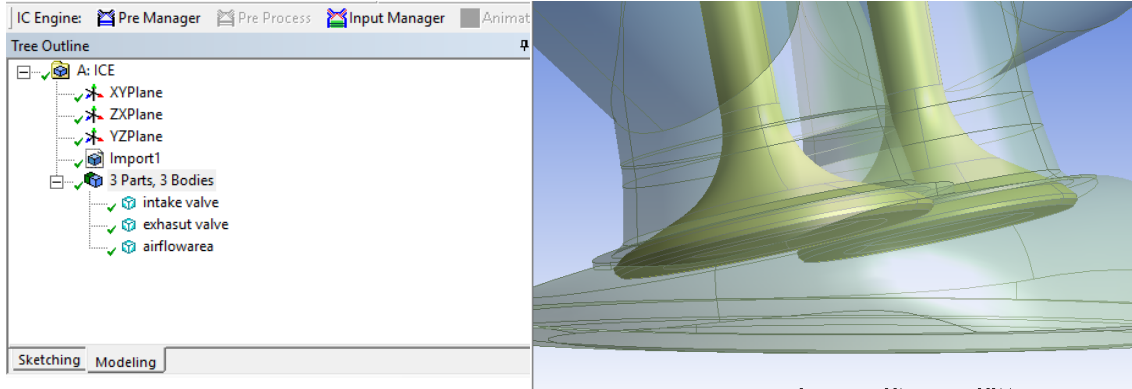 IC Engine: Pre Manager Pre Process Input Manager Animat
Tree Outline
A: ICE
XYPlane
ZXPlane
YZPlane
Import1
3 Parts, 3 Bodies
intake valve
exhasut valve
airflowarea
Sketching Modeling